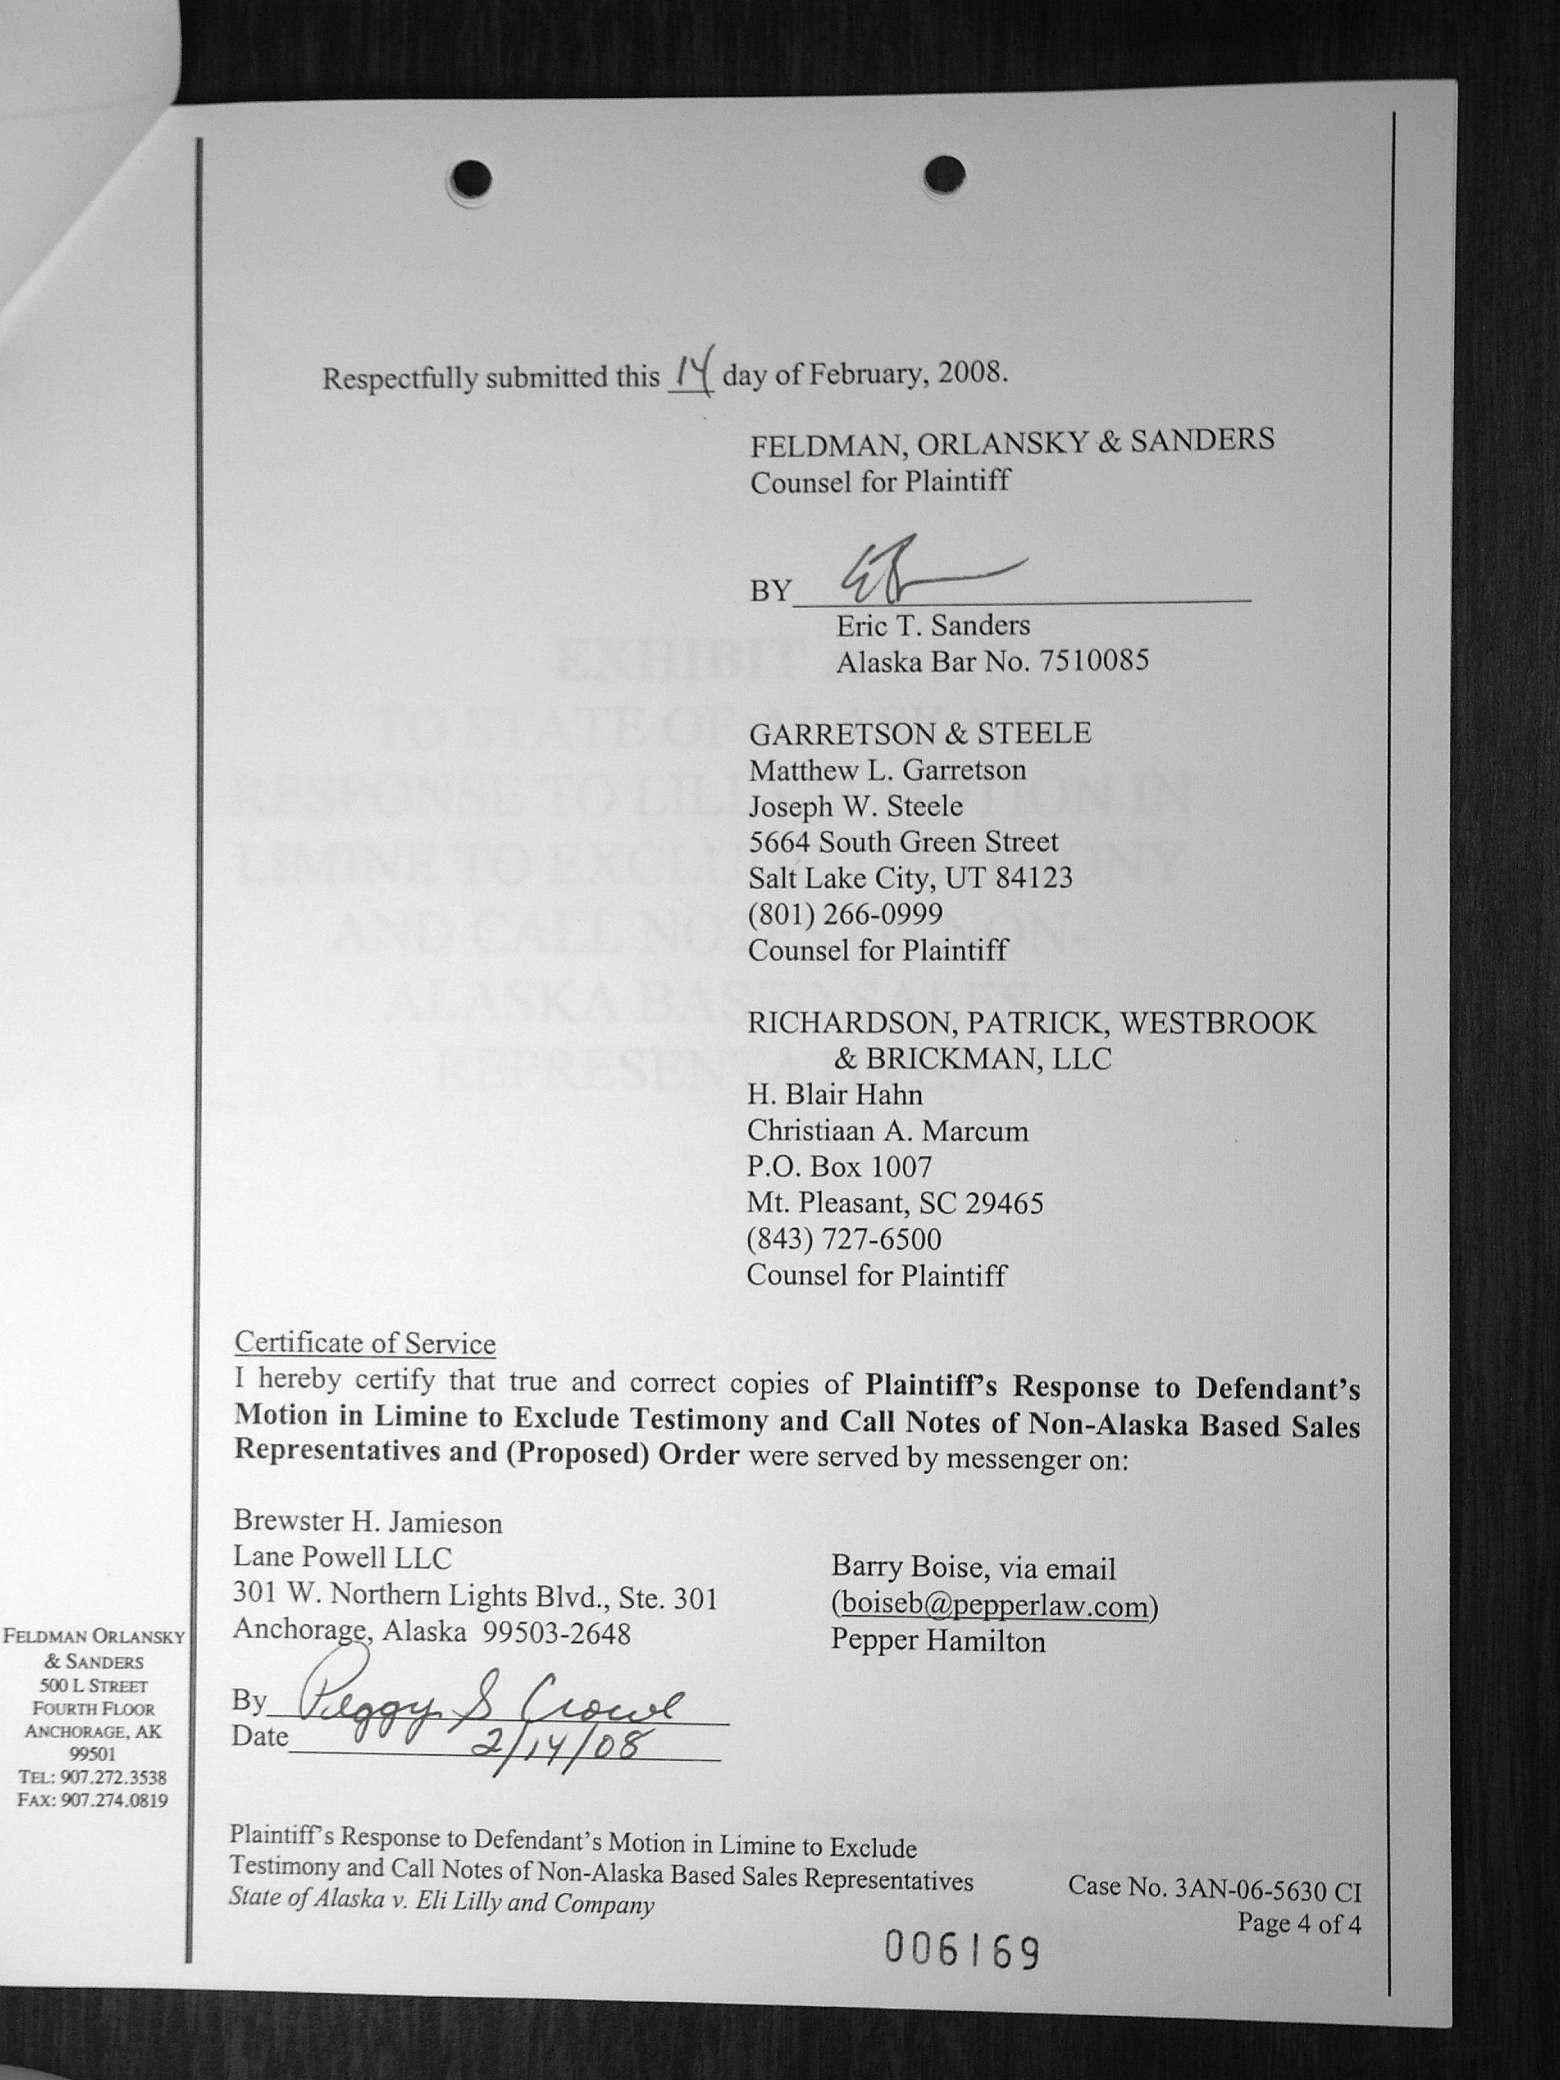 Respectfully submitted this 14 day of February, 2008.
FELDMAN, ORLANSKY & SANDERS
Counsel for Plaintiff
BY
Eric T. Sanders
Alaska Bar No. 7510085
GARRETSON & STEELE
Matthew L. Garretson
Joseph W. Steele
5664 South Green Street
Salt Lake City, UT 84123
(801) 266-0999
Counsel for Plaintiff
RICHARDSON, PATRICK, WESTBROOK
& BRICKMAN, LLC
H. Blair Hahn
Christiaan A. Marcum
P.O. Box 1007
Mt. Pleasant, SC 29465
(843) 727-6500
Counsel for Plaintiff
Certificate of Service
I hereby certify that true and correct copies of Plaintiff's Response to Defendant's
Motion in Limine to Exclude Testimony and Call Notes of Non-Alaska Based Sales
Representatives and (Proposed) Order were served by messenger on:
Brewster H. Jamieson
Lane Powell LLC
301 W. Northern Lights Blvd., Ste. 301
Anchorage, Alaska 99503-2648
Barry Boise, via email
(boiseb@pepperlaw.com)
Pepper Hamilton
By Peggy S Crowe
Date 2/14/08
FELDMAN ORLANSKY
& SANDERS
500 L STREET
FOURTH FLOOR
ANCHORAGE, AK
99501
TEL: 907.272.3538
FAX: 907.274.0819
Plaintiff's Response to Defendant's Motion in Limine to Exclude
Testimony and Call Notes of Non-Alaska Based Sales Representatives
State of Alaska v. Eli Lilly and Company
Case No. 3AN-06-5630 CI
Page 4 of 4
006169